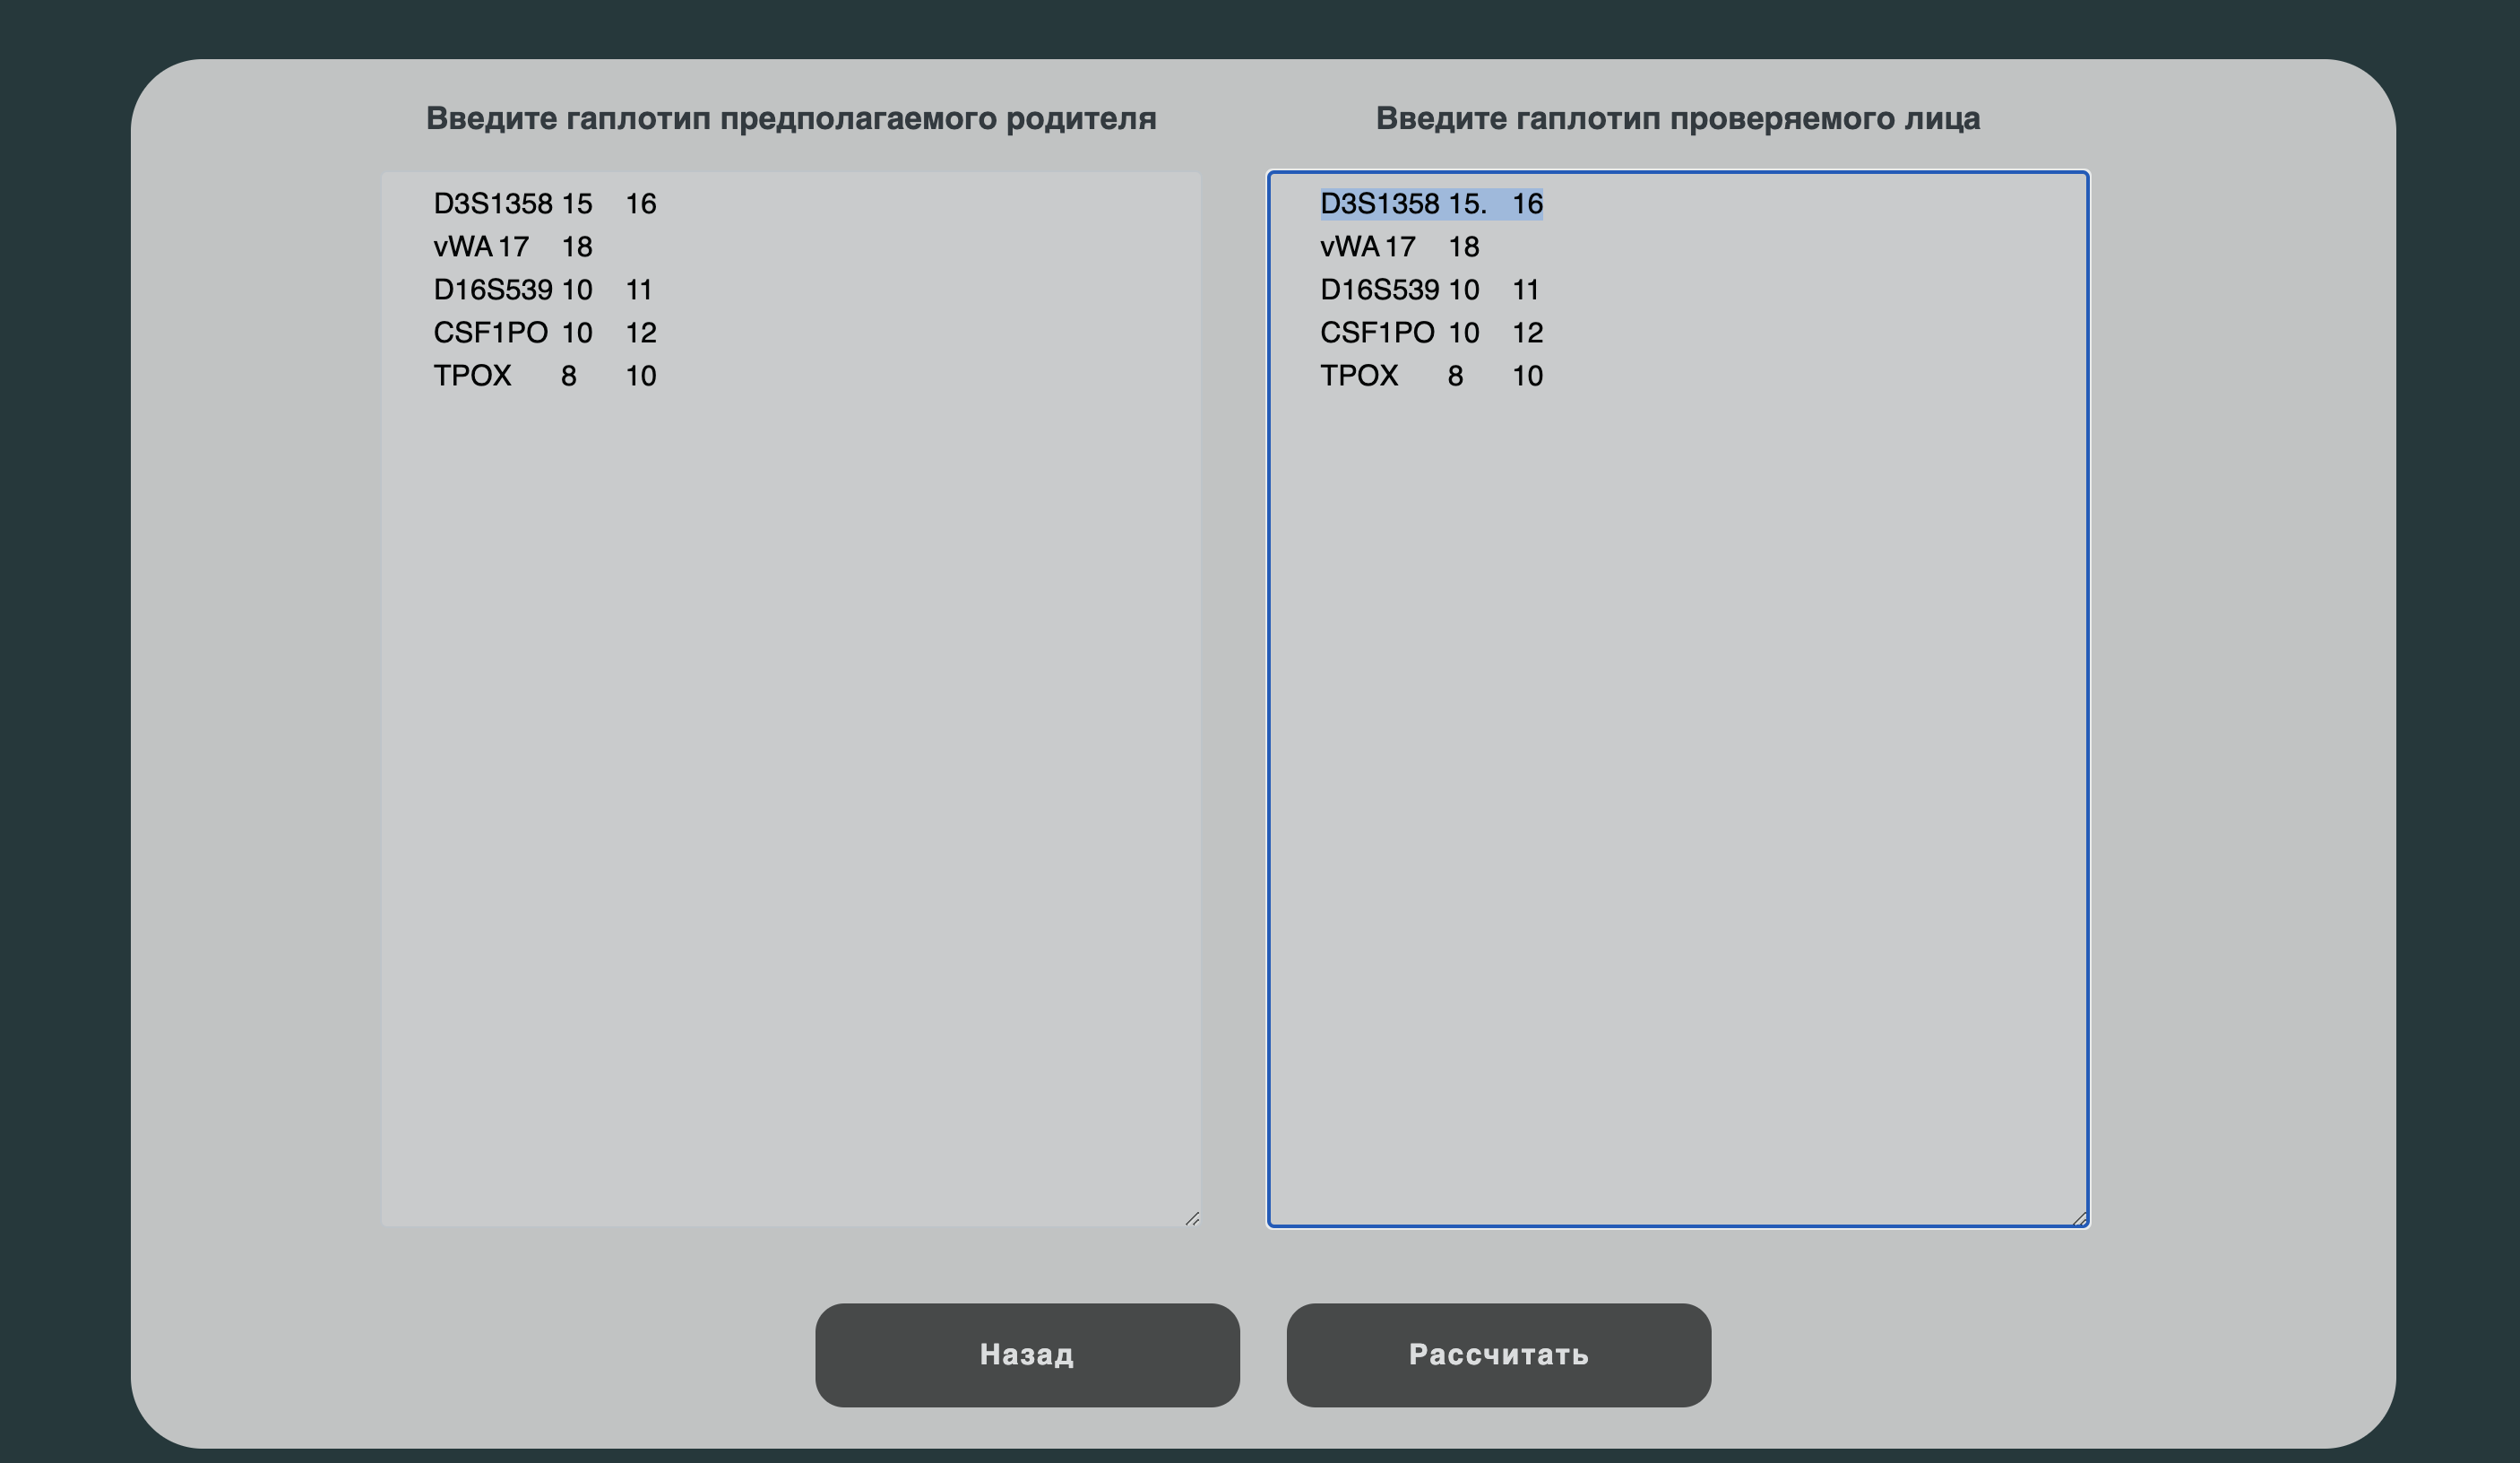 Введите гаплотип предполагаемого родителя
D3S1358 15 16
vWA 17 18
D16S539 10 11
CSF1PO 10 12
TPOX 8 10
Введите гаплотип проверяемого лица
D3S1358 15. 16
vWA 17 18
D16S539 10 11
CSF1PO 10 12
TPOX 8 10
Назад
Рассчитать